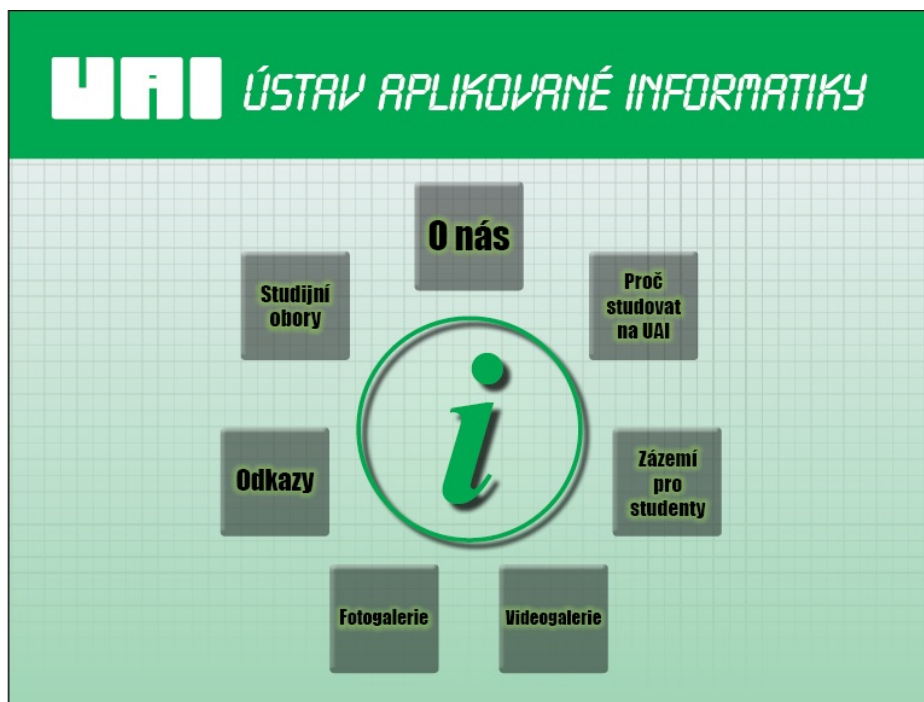 UAI ÚSTAV APLIKOVANÉ INFORMATIKY
O nás
Studijní
obory
Proč
studovat
na UAI
i
Odkazy
Zázemí
pro
studenty
Fotogalerie
Videogalerie